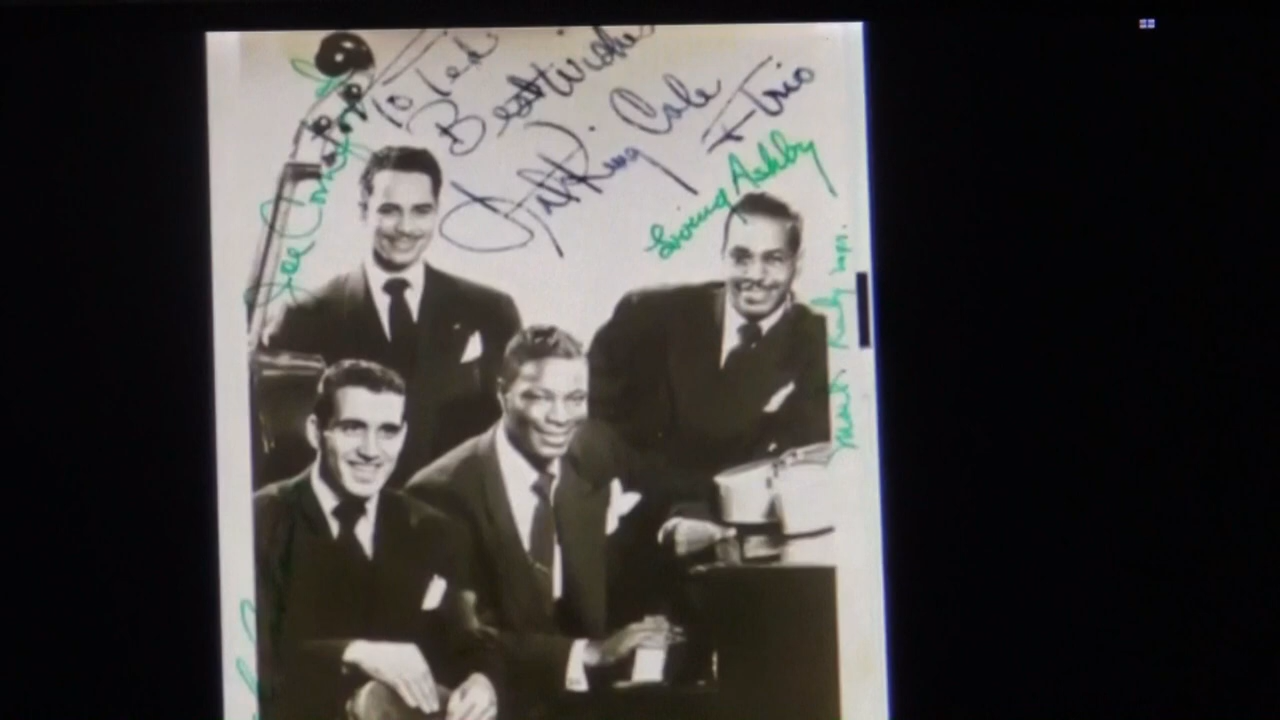 To Ted
Best Wishes
Nat King Cole
+ Trio
Irving Ashby
Joe Comfort